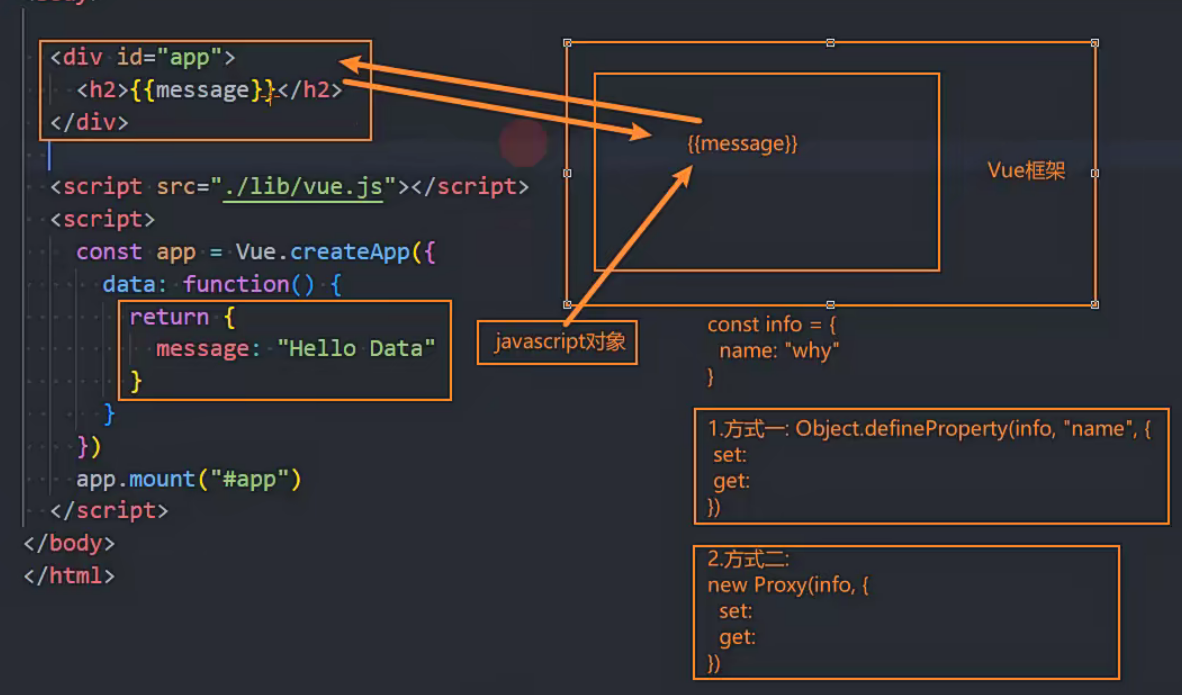 <body>
<div id="app">
<h2>{{message}}</h2>
</div>
<script src="./lib/vue.js"></script>
<script>
const app = Vue.createApp({
data: function() {
return {
message: "Hello Data"
}
}
})
app.mount("#app")
</script>
</body>
</html>
{{message}}
Vue框架
javascript对象
const info = {
name: "why"
}
1.方式一: Object.defineProperty(info, "name", {
set:
get:
})
2.方式二:
new Proxy(info, {
set:
get:
})